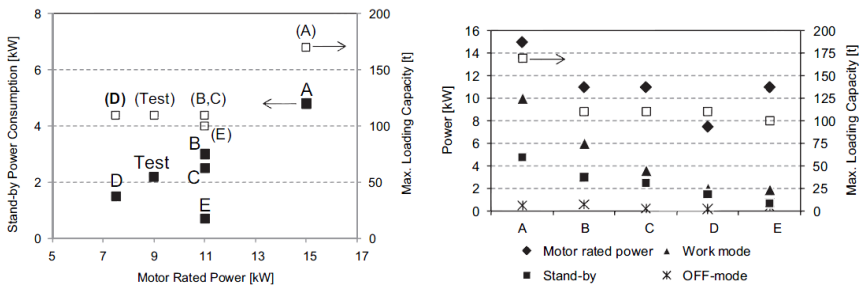 8
6
4
2
0
Stand-by Power Consumption [kW]
200
150
100
50
0
Max. Loading Capacity [t]
(A)
A
(D) (Test) (B,C)
(E)
B
Test
C
D
E
5 7 9 11 13 15 17
Motor Rated Power [kW]
16
14
12
10
8
6
4
2
0
Power [kW]
200
175
150
125
100
75
50
25
0
Max. Loading Capacity [t]
A B C D E
Motor rated power Work mode
Stand-by OFF-mode